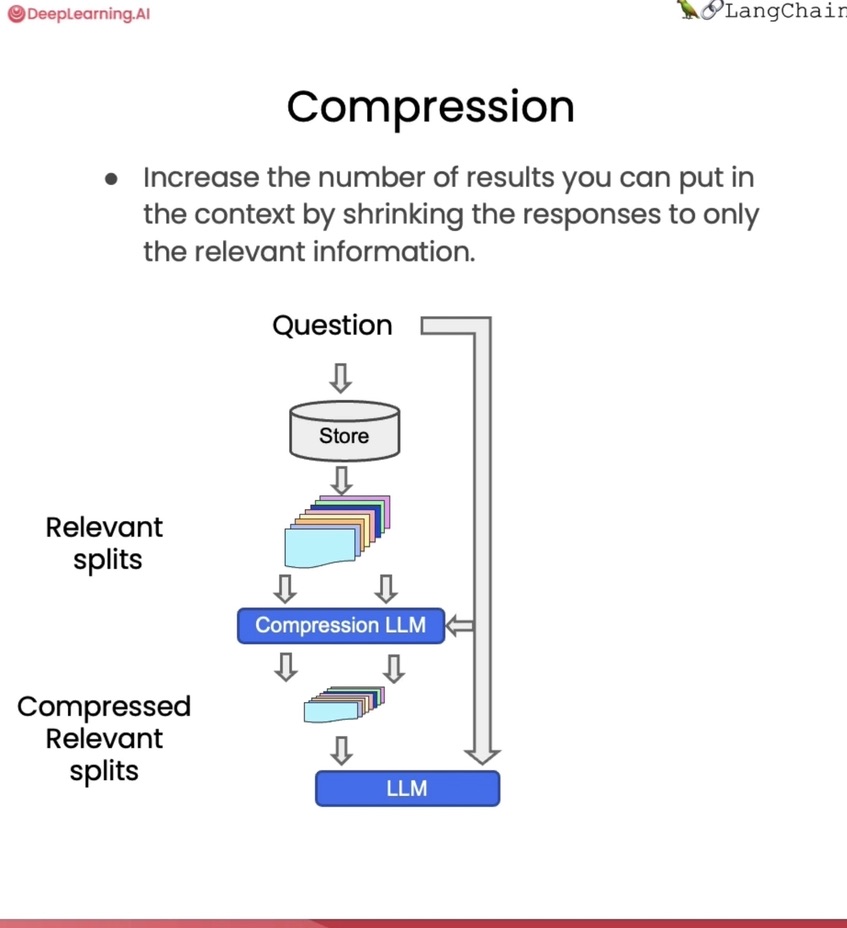 DeepLearning.AI
LangChain
Compression
● Increase the number of results you can put in
the context by shrinking the responses to only
the relevant information.
Question
Store
Relevant
splits
Compression LLM
Compressed
Relevant
splits
LLM